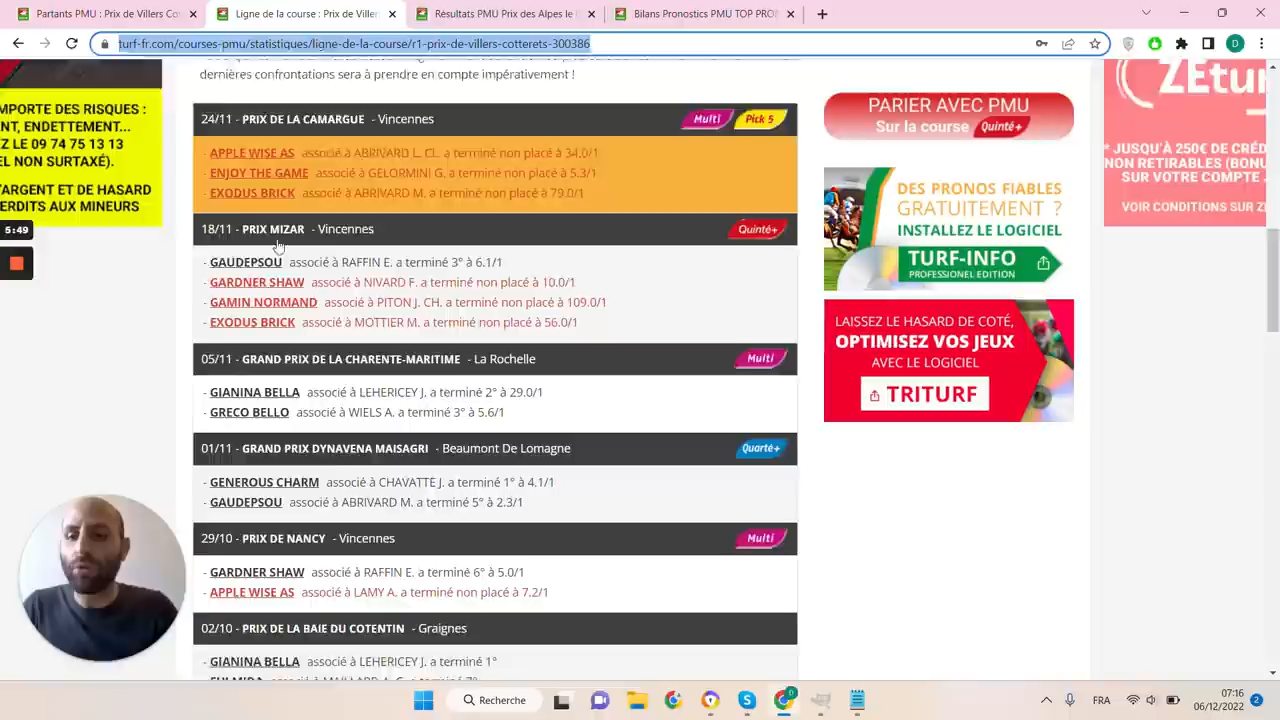 Partants PMU : Prix de Villers Co
Ligne de la course : Prix de Viller
Résultats PMU Prix des Alpes le
Bilans Pronostics PMU TOP PRO
turf-fr.com/courses-pmu/statistiques/ligne-de-la-course/r1-prix-de-villers-cotterets-300386
D
dernières confrontations sera à prendre en compte impérativement !
24/11 - PRIX DE LA CAMARGUE - Vincennes Multi Pick 5
- APPLE WISE AS associé à ABRIVARD L. CL. a terminé non placé à 34.0/1
- ENJOY THE GAME associé à GELORMINI G. a terminé non placé à 5.3/1
- EXODUS BRICK associé à ABRIVARD M. a terminé non placé à 79.0/1
18/11 - PRIX MIZAR - Vincennes Quinté+
- GAUDEPSOU associé à RAFFIN E. a terminé 3° à 6.1/1
- GARDNER SHAW associé à NIVARD F. a terminé non placé à 10.0/1
- GAMIN NORMAND associé à PITON J. CH. a terminé non placé à 109.0/1
- EXODUS BRICK associé à MOTTIER M. a terminé non placé à 56.0/1
05/11 - GRAND PRIX DE LA CHARENTE-MARITIME - La Rochelle Multi
- GIANINA BELLA associé à LEHERICEY J. a terminé 2° à 29.0/1
- GRECO BELLO associé à WIELS A. a terminé 3° à 5.6/1
01/11 - GRAND PRIX DYNAVENA MAISAGRI - Beaumont De Lomagne Quarté+
- GENEROUS CHARM associé à CHAVATTE J. a terminé 1° à 4.1/1
- GAUDEPSOU associé à ABRIVARD M. a terminé 5° à 2.3/1
29/10 - PRIX DE NANCY - Vincennes Multi
- GARDNER SHAW associé à RAFFIN E. a terminé 6° à 5.0/1
- APPLE WISE AS associé à LAMY A. a terminé non placé à 7.2/1
02/10 - PRIX DE LA BAIE DU COTENTIN - Graignes
- GIANINA BELLA associé à LEHERICEY J. a terminé 1°
MPORTE DES RISQUES :
NT, ENDETTEMENT...
Z LE 09 74 75 13 13
EL NON SURTAXÉ).
'ARGENT ET DE HASARD
ERDITS AUX MINEURS
5:49
PARIER AVEC PMU
Sur la course Quinté+
DES PRONOS FIABLES
GRATUITEMENT ?
INSTALLEZ LE LOGICIEL
TURF-INFO
PROFESSIONEL EDITION
LAISSEZ LE HASARD DE COTÉ,
OPTIMISEZ VOS JEUX
AVEC LE LOGICIEL
TRITURF
ZEtur
* JUSQU'À 250€ DE CRÉD
NON RETIRABLES (BONU
SUR VOTRE COMPTE .
VOIR CONDITIONS SUR ZE
Recherche
FRA
07:16
06/12/2022
2